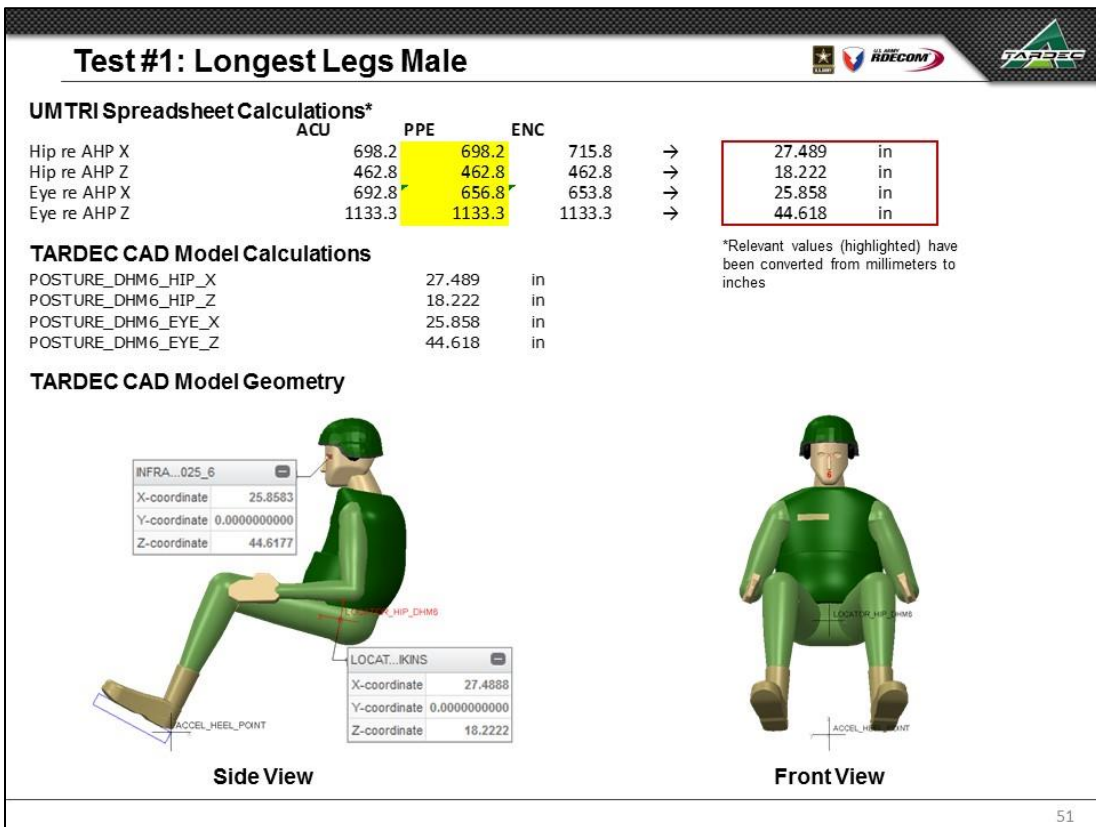 Test #1: Longest Legs Male
U.S. ARMY
U.S. ARMY
RDECOM
TARDEC
UMTRI Spreadsheet Calculations*
ACU PPE ENC
Hip re AHP X 698.2 698.2 715.8 → 27.489 in
Hip re AHP Z 462.8 462.8 462.8 → 18.222 in
Eye re AHP X 692.8 656.8 653.8 → 25.858 in
Eye re AHP Z 1133.3 1133.3 1133.3 → 44.618 in
*Relevant values (highlighted) have
been converted from millimeters to
inches
TARDEC CAD Model Calculations
POSTURE_DHM6_HIP_X 27.489 in
POSTURE_DHM6_HIP_Z 18.222 in
POSTURE_DHM6_EYE_X 25.858 in
POSTURE_DHM6_EYE_Z 44.618 in
TARDEC CAD Model Geometry
INFRA...025_6
X-coordinate 25.8583
Y-coordinate 0.0000000000
Z-coordinate 44.6177
6
LOCATOR_HIP_DHM6
LOCAT...IKINS
X-coordinate 27.4888
Y-coordinate 0.0000000000
Z-coordinate 18.2222
ACCEL_HEEL_POINT
LOCATOR_HIP_DHM6
ACCEL_HEEL_POINT
Side View
Front View
51